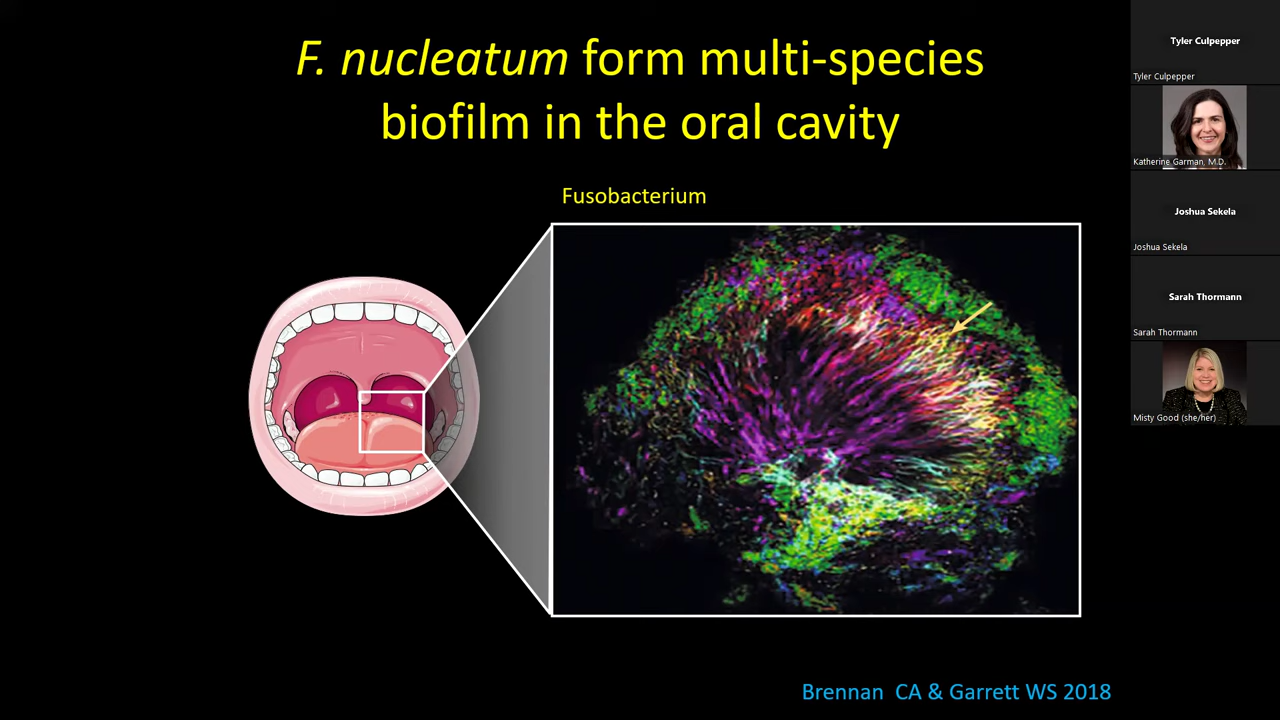 F. nucleatum form multi-species
biofilm in the oral cavity
Fusobacterium
Brennan CA & Garrett WS 2018
Tyler Culpepper
Tyler Culpepper
Katherine Garman, M.D.
Joshua Sekela
Joshua Sekela
Sarah Thormann
Sarah Thormann
Misty Good (she/her)